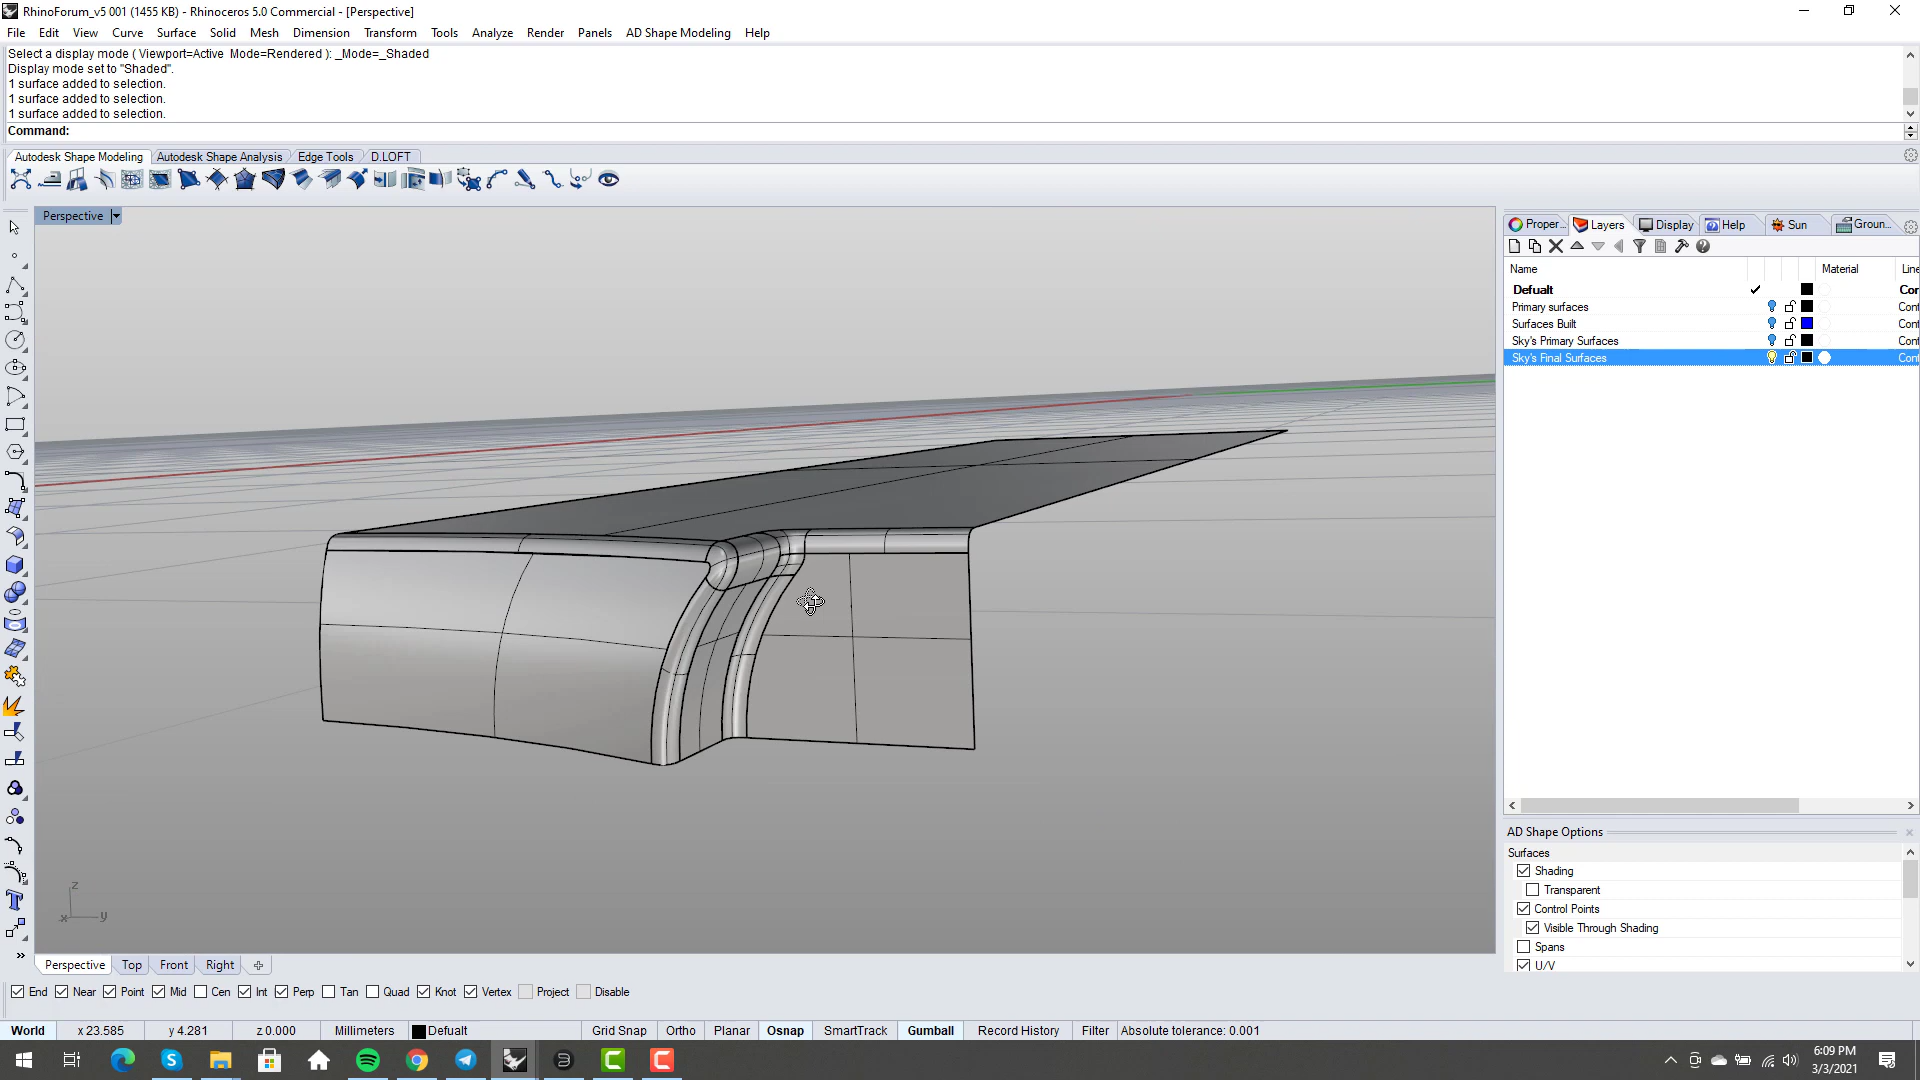 RhinoForum_v5 001 (1455 KB) - Rhinoceros 5.0 Commercial - [Perspective]
File Edit View Curve Surface Solid Mesh Dimension Transform Tools Analyze Render Panels AD Shape Modeling Help
Select a display mode ( Viewport=Active Mode=Rendered ): _Mode=_Shaded
Display mode set to "Shaded".
1 surface added to selection.
1 surface added to selection.
1 surface added to selection.
Command:
Autodesk Shape Modeling Autodesk Shape Analysis Edge Tools D.LOFT
Perspective
Proper... Layers Display Help Sun Groun...
Name Material Line
Defualt Cor
Primary surfaces Cont
Surfaces Built Cont
Sky's Primary Surfaces Cont
Sky's Final Surfaces Cont
AD Shape Options
Surfaces
Shading
Transparent
Control Points
Visible Through Shading
Spans
U/V
z
x y
Perspective Top Front Right
End Near Point Mid Cen Int Perp Tan Quad Knot Vertex Project Disable
World x 23.585 y 4.281 z 0.000 Millimeters Defualt Grid Snap Ortho Planar Osnap SmartTrack Gumball Record History Filter Absolute tolerance: 0.001
6:09 PM
3/3/2021